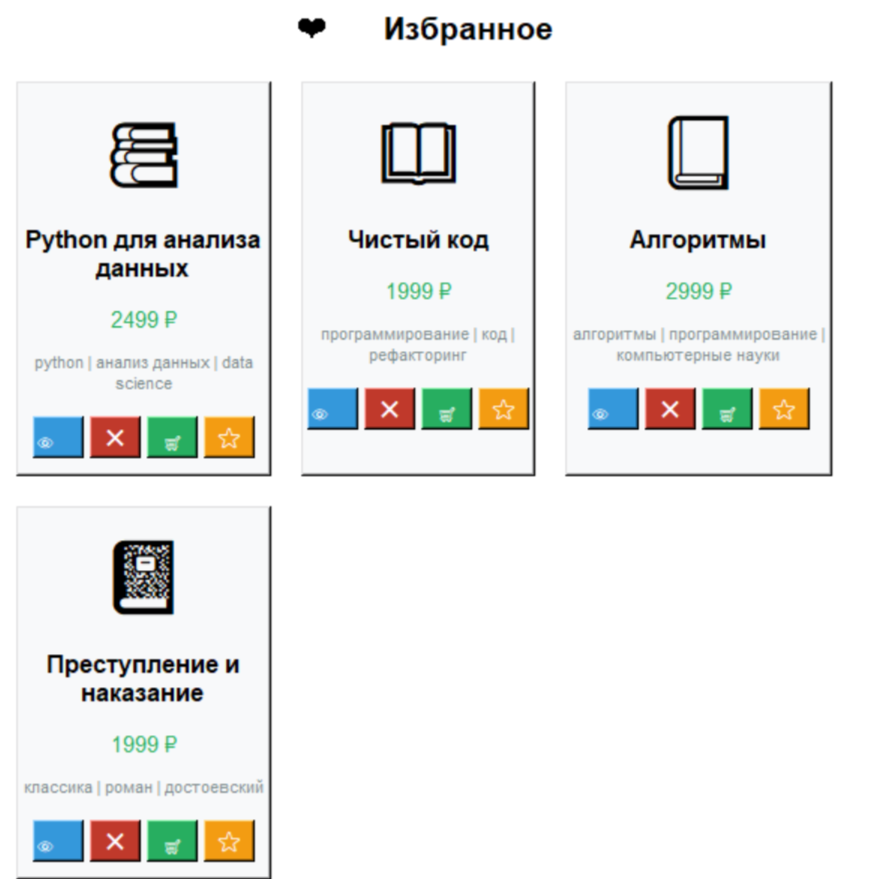 Избранное
Python для анализа
данных
2499 ₽
python | анализ данных | data
science
Чистый код
1999 ₽
программирование | код |
рефакторинг
Алгоритмы
2999 ₽
алгоритмы | программирование |
компьютерные науки
Преступление и
наказание
1999 ₽
классика | роман | достоевский